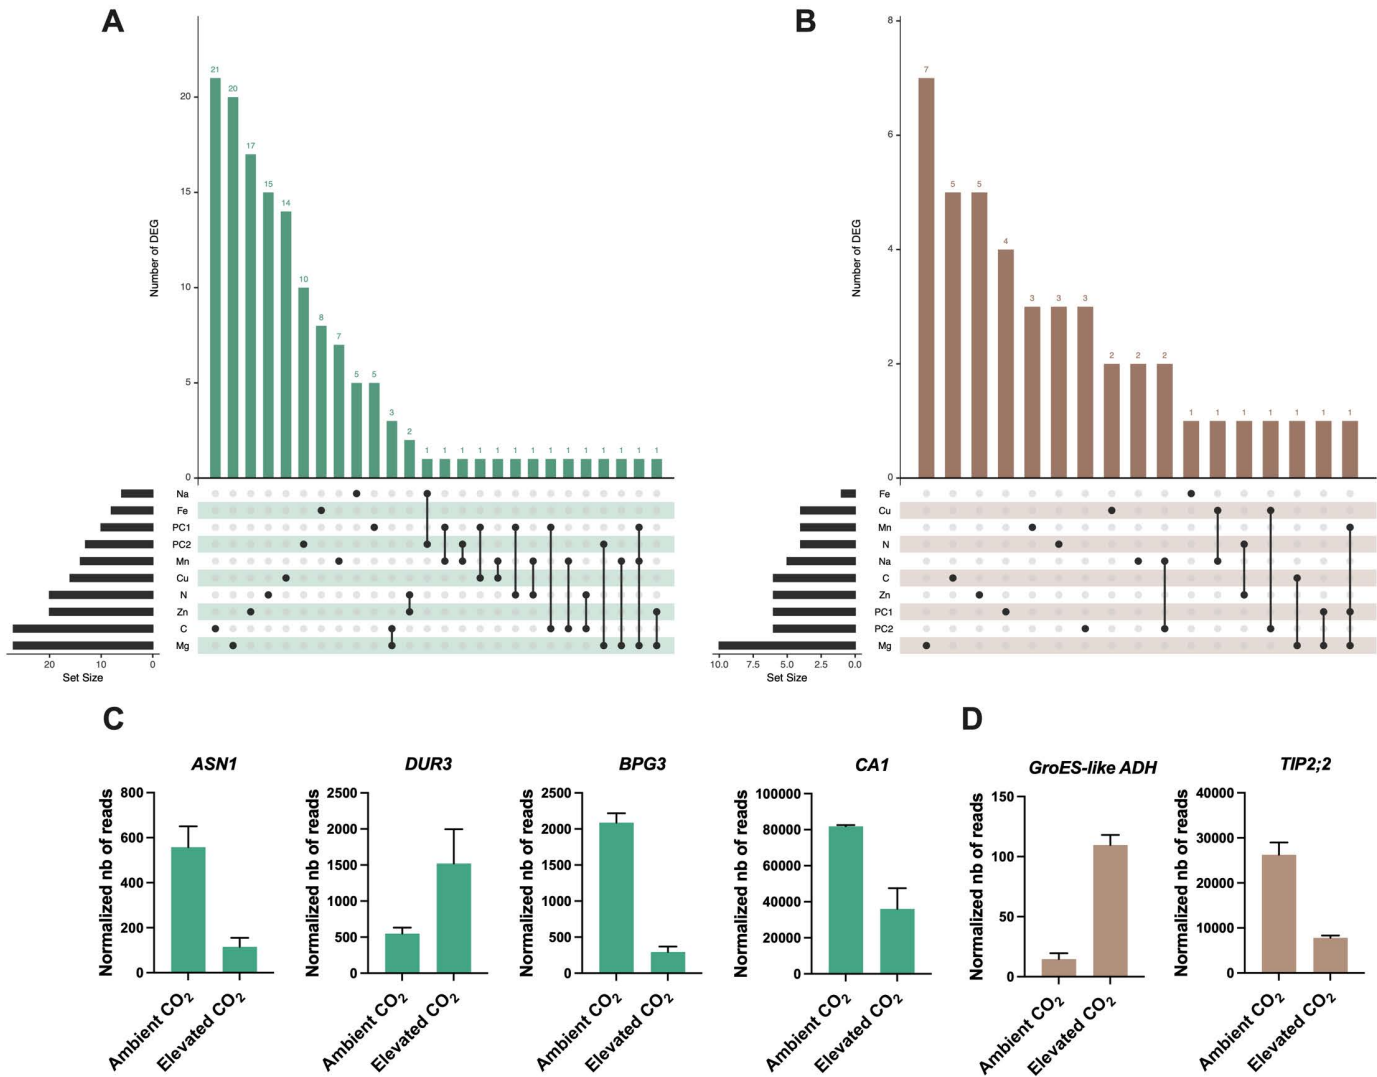 A
B
21
20
17
15
14
10
8
7
5
5
3
2
1
1
1
1
1
1
1
1
1
1
1
1
1
1
20
15
10
5
0
Number of DEG
Na
Fe
PC1
PC2
Mn
Cu
N
Zn
C
Mg
20
10
0
Set Size
8
6
4
2
0
Number of DEG
7
5
5
4
3
3
3
2
2
2
1
1
1
1
1
1
1
Fe
Cu
Mn
N
Na
C
Zn
PC1
PC2
Mg
10.0
7.5
5.0
2.5
0.0
Set Size
C
D
ASN1
Normalized nb of reads
800
600
400
200
0
Ambient CO2
Elevated CO2
DUR3
Normalized nb of reads
2500
2000
1500
1000
500
0
Ambient CO2
Elevated CO2
BPG3
Normalized nb of reads
2500
2000
1500
1000
500
0
Ambient CO2
Elevated CO2
CA1
Normalized nb of reads
100000
80000
60000
40000
20000
0
Ambient CO2
Elevated CO2
GroES-like ADH
Normalized nb of reads
150
100
50
0
Ambient CO2
Elevated CO2
TIP2;2
Normalized nb of reads
40000
30000
20000
10000
0
Ambient CO2
Elevated CO2